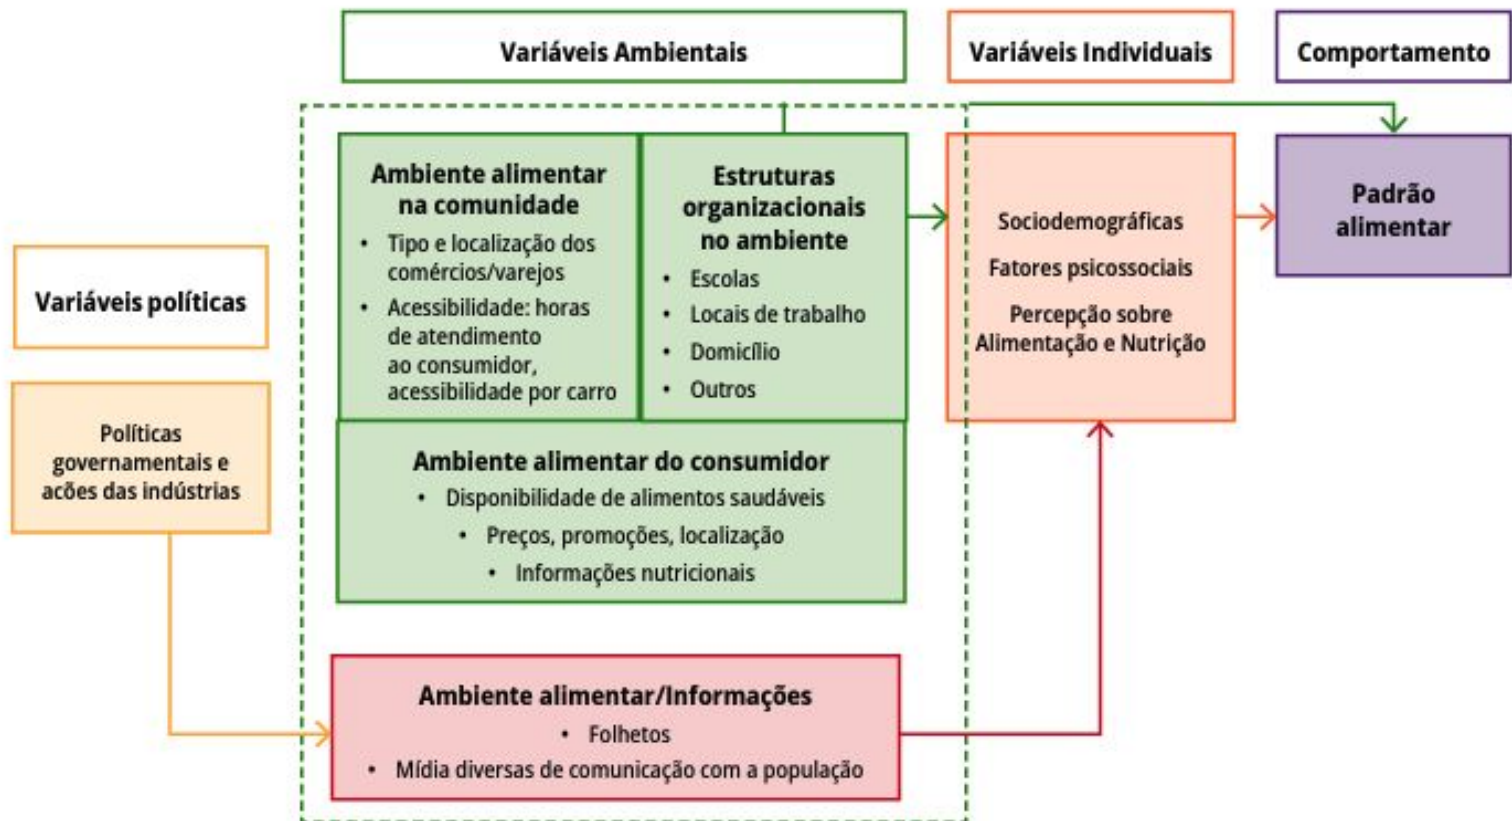 Variáveis Ambientais
Variáveis Individuais
Comportamento
Variáveis políticas
Políticas
governamentais e
acões das indústrias
Ambiente alimentar
na comunidade
• Tipo e localização dos
comércios/varejos
• Acessibilidade: horas
de atendimento
ao consumidor,
acessibilidade por carro
Estruturas
organizacionais
no ambiente
• Escolas
• Locais de trabalho
• Domicílio
• Outros
Ambiente alimentar do consumidor
• Disponibilidade de alimentos saudáveis
• Preços, promoções, localização
• Informações nutricionais
Ambiente alimentar/Informações
• Folhetos
• Mídia diversas de comunicação com a população
Sociodemográficas
Fatores psicossociais
Percepção sobre
Alimentação e Nutrição
Padrão
alimentar